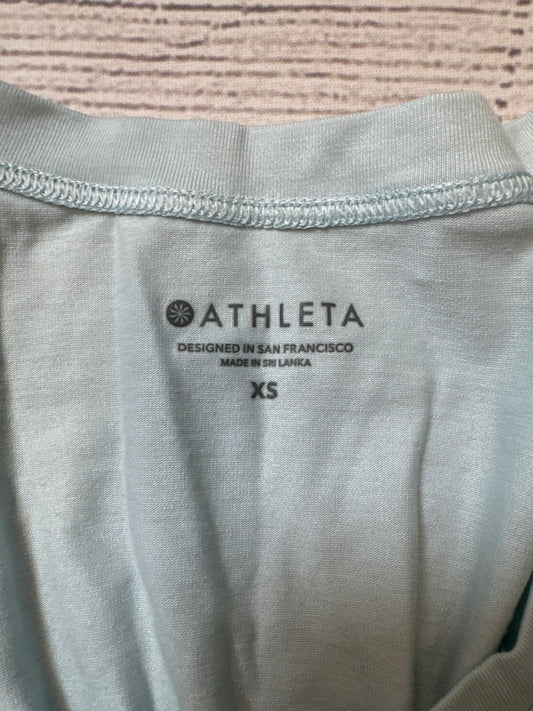 ATHLETA
DESIGNED IN SAN FRANCISCO
MADE IN SRI LANKA
XS